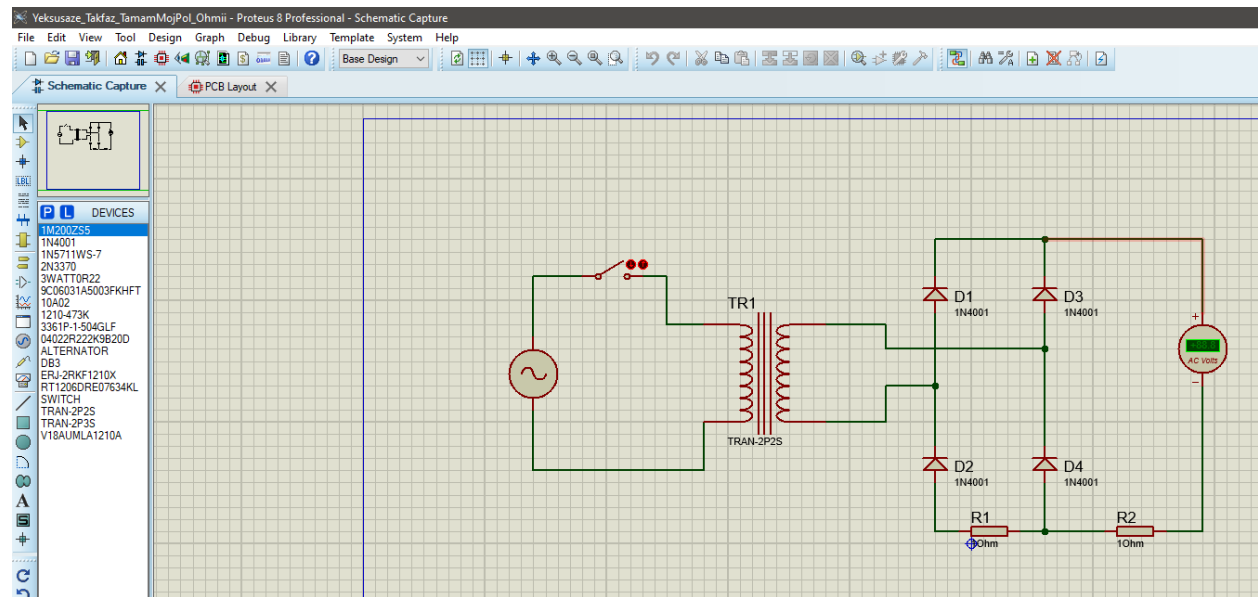 Yeksusaze_Takfaz_TamamMojPol_Ohmii - Proteus 8 Professional - Schematic Capture
File Edit View Tool Design Graph Debug Library Template System Help
Base Design
Schematic Capture
PCB Layout
LBL
P L DEVICES
1M200ZS5
1N4001
1N5711WS-7
2N3370
3WATT0R22
9C06031A5003FKHFT
10A02
1210-473K
3361P-1-504GLF
04022R222K9B20D
ALTERNATOR
DB3
ERJ-2RKF1210X
RT1206DRE07634KL
SWITCH
TRAN-2P2S
TRAN-2P3S
V18AUMLA1210A
A
S
TR1
TRAN-2P2S
D1
1N4001
D3
1N4001
+
AC Volts
-
D2
1N4001
D4
1N4001
R1
Ohm
R2
1Ohm